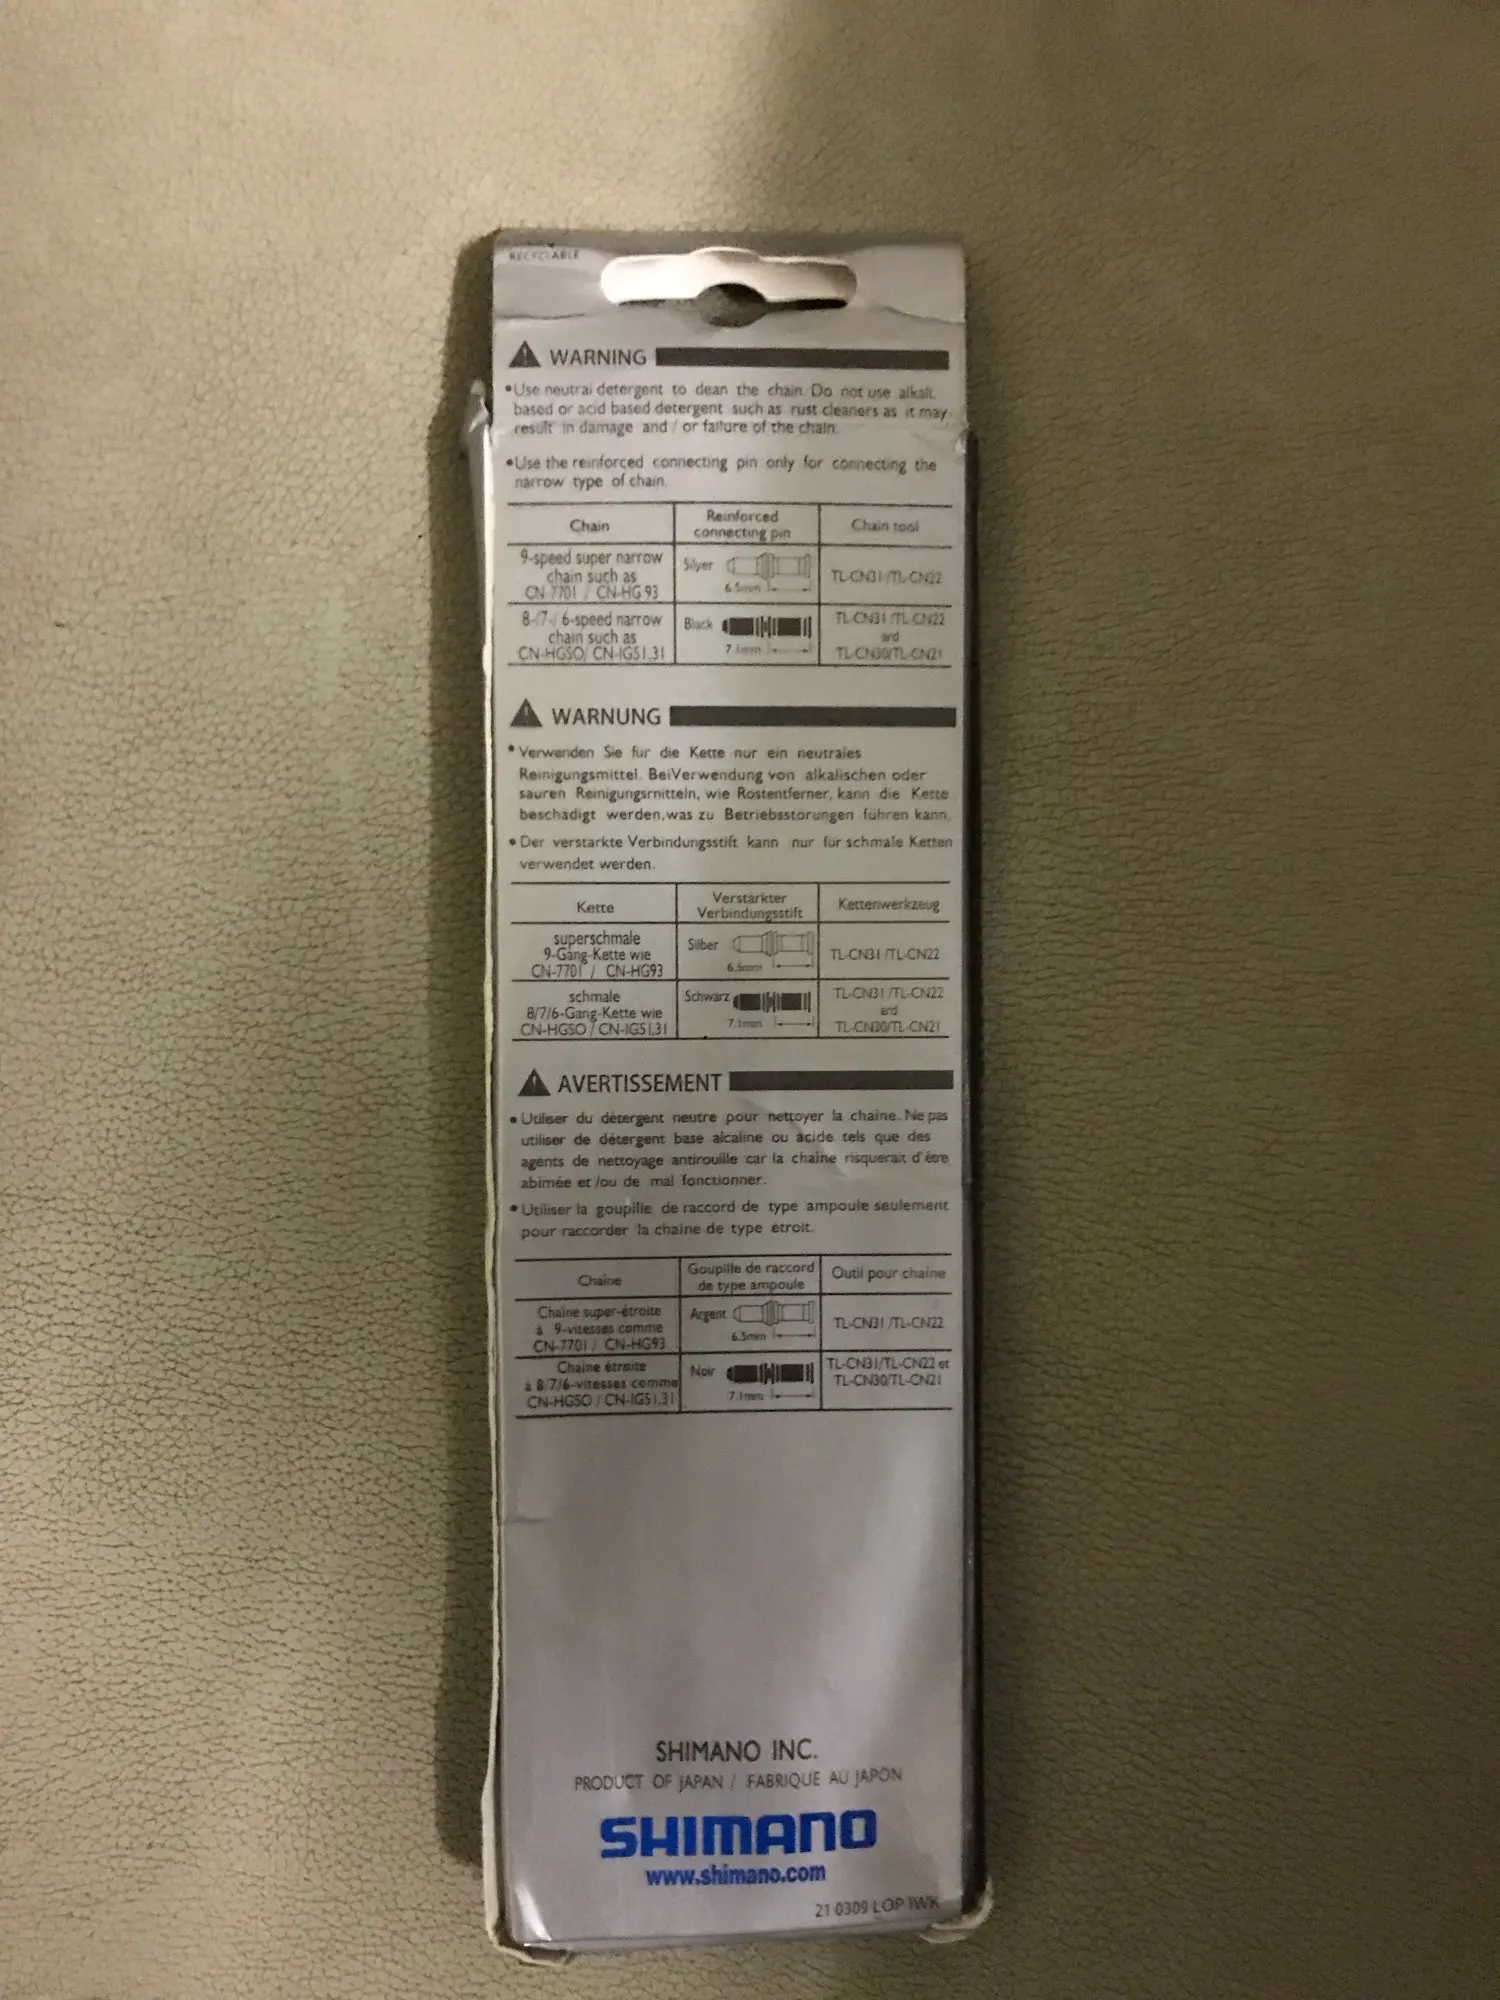 RECYCLABLE
WARNING
•Use neutral detergent to clean the chain. Do not use alkali
based or acid based detergent such as rust cleaners as it may
result in damage and / or failure of the chain.
•Use the reinforced connecting pin only for connecting the
narrow type of chain.
Chain Reinforced connecting pin Chain tool
9-speed super narrow
chain such as
CN-7701 / CN-HG 93
Silver
6.5mm
TL-CN31 /TL-CN22
8-/7-/ 6-speed narrow
chain such as
CN-HGSO/ CN-IG51,31
Black
7.1mm
TL-CN31 /TL-CN22
and
TL-CN30/TL-CN21
WARNUNG
• Verwenden Sie fur die Kette nur ein neutrales
Reinigungsmittel. BeiVerwendung von alkalischen oder
sauren Reinigungsmitteln, wie Rostentferner, kann die Kette
beschadigt werden,was zu Betriebsstorungen führen kann.
• Der verstarkte Verbindungsstift kann nur fur schmale Ketten
verwendet werden.
Kette Verstarkter Verbindungsstift Kettenwerkzeug
superschmale
9-Gang-Kette wie
CN-7701 / CN-HG93
Silber
6.5mm
TL-CN31 /TL-CN22
schmale
8/7/6-Gang-Kette wie
CN-HGSO / CN-IG51,31
Schwarz
7.1mm
TL-CN31 /TL-CN22
and
TL-CN30/TL-CN21
AVERTISSEMENT
• Utiliser du détergent neutre pour nettoyer la chaine. Ne pas
utiliser de détergent base alcaline ou acide tels que des
agents de nettoyage antirouille car la chaîne risquerait d'être
abimée et /ou de mal fonctionner.
• Utiliser la goupille de raccord de type ampoule seulement
pour raccorder la chaine de type étroit.
Chaine Goupille de raccord de type ampoule Outil pour chaine
Chaîne super-étroite
à 9-vitesses comme
CN-7701 / CN-HG93
Argent
6.5mm
TL-CN31 /TL-CN22
Chaine étroite
à 8/7/6-vitesses comme
CN-HGSO / CN-IG51,31
Noir
7.1mm
TL-CN31/TL-CN22 et
TL-CN30/TL-CN21
SHIMANO INC.
PRODUCT OF JAPAN / FABRIQUE AU JAPON
SHIMANO
www.shimano.com
21 0309 LOP IWK